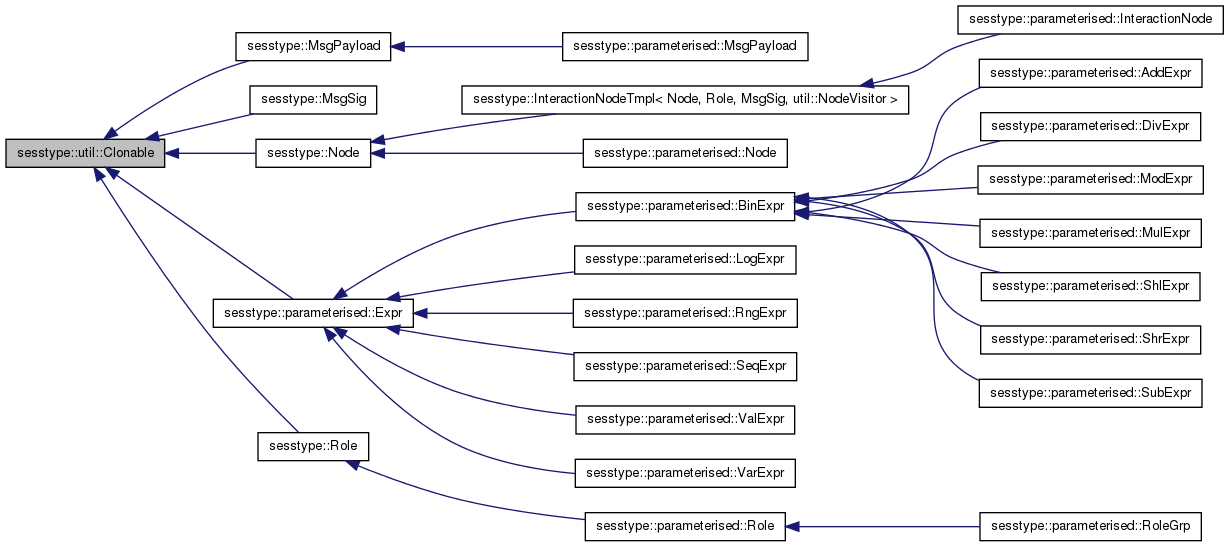 sesstype::parameterised::InteractionNode
sesstype::MsgPayload
sesstype::parameterised::MsgPayload
sesstype::parameterised::AddExpr
sesstype::MsgSig
sesstype::InteractionNodeTmpl< Node, Role, MsgSig, util::NodeVisitor >
sesstype::parameterised::DivExpr
sesstype::util::Clonable
sesstype::Node
sesstype::parameterised::Node
sesstype::parameterised::ModExpr
sesstype::parameterised::BinExpr
sesstype::parameterised::MulExpr
sesstype::parameterised::LogExpr
sesstype::parameterised::ShlExpr
sesstype::parameterised::Expr
sesstype::parameterised::RngExpr
sesstype::parameterised::ShrExpr
sesstype::parameterised::SeqExpr
sesstype::parameterised::SubExpr
sesstype::parameterised::ValExpr
sesstype::Role
sesstype::parameterised::VarExpr
sesstype::parameterised::Role
sesstype::parameterised::RoleGrp